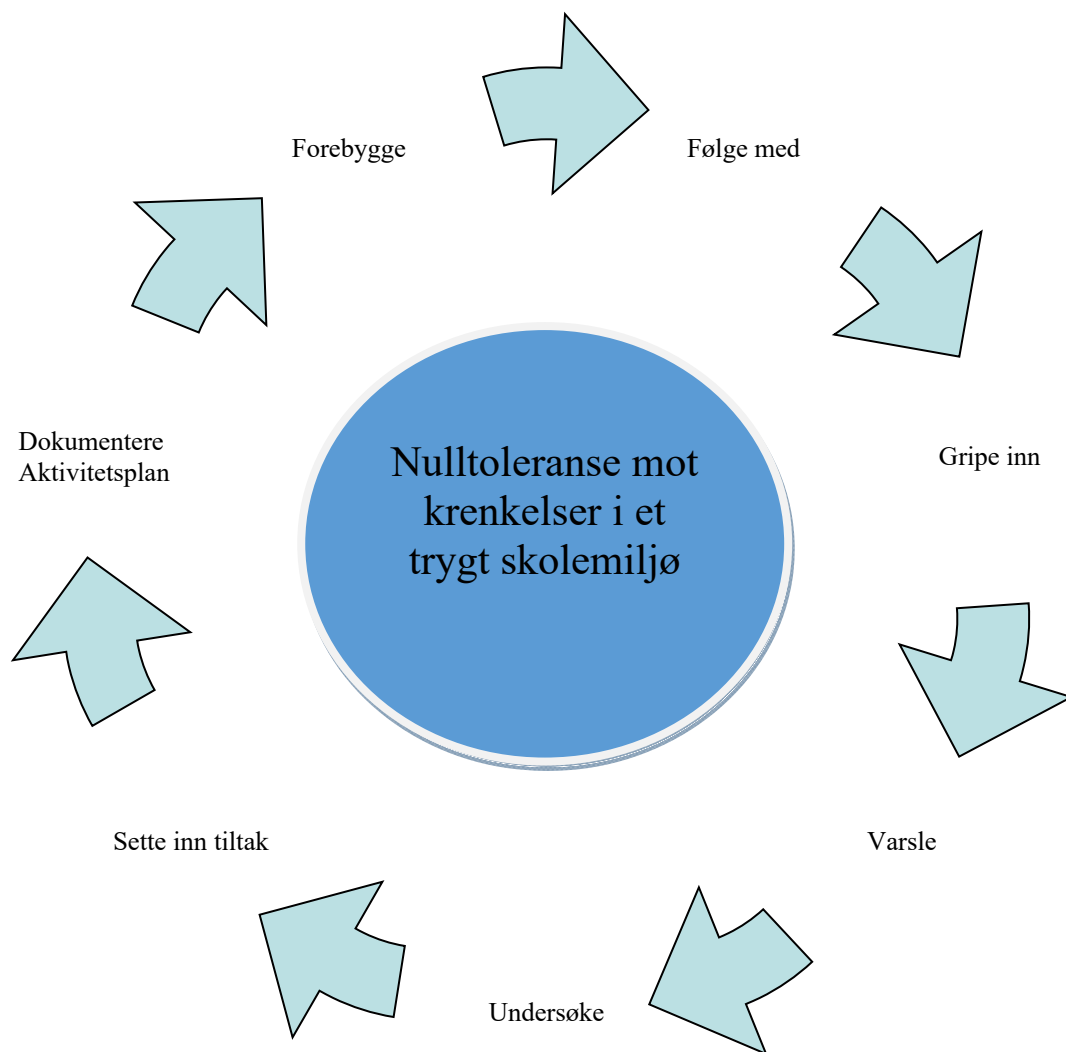 Forebygge
Følge med
Gripe inn
Varsle
Undersøke
Sette inn tiltak
Dokumentere
Aktivitetsplan
Nulltoleranse mot
krenkelser i et
trygt skolemiljø